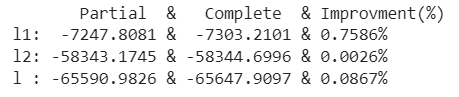 Partial & Complete & Improvment(%)
l1: -7247.8081 & -7303.2101 & 0.7586%
l2: -58343.1745 & -58344.6996 & 0.0026%
l : -65590.9826 & -65647.9097 & 0.0867%